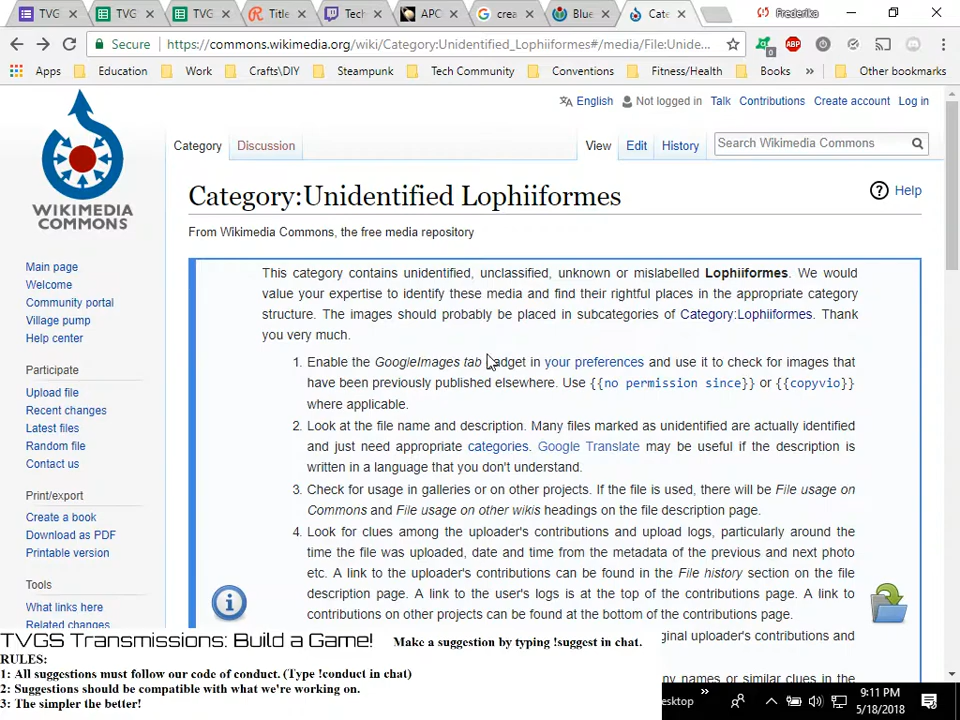 TVG
TVG
TVG
Title
Tech
APC
crea
Blue
Cate
Frederika
Secure
https://commons.wikimedia.org/wiki/Category:Unidentified_Lophiiformes#/media/File:Unide...
0
ABP
Apps
Education
Work
Crafts\DIY
Steampunk
Tech Community
Conventions
Fitness/Health
Books
»
Other bookmarks
English
Not logged in
Talk
Contributions
Create account
Log in
WIKIMEDIA
COMMONS
Category
Discussion
View
Edit
History
Search Wikimedia Commons
Category:Unidentified Lophiiformes
? Help
From Wikimedia Commons, the free media repository
Main page
Welcome
Community portal
Village pump
Help center
Participate
Upload file
Recent changes
Latest files
Random file
Contact us
Print/export
Create a book
Download as PDF
Printable version
Tools
What links here
Related changes
This category contains unidentified, unclassified, unknown or mislabelled Lophiiformes. We would
value your expertise to identify these media and find their rightful places in the appropriate category
structure. The images should probably be placed in subcategories of Category:Lophiiformes. Thank
you very much.
1. Enable the GoogleImages tab gadget in your preferences and use it to check for images that
have been previously published elsewhere. Use {{no permission since}} or {{copyvio}}
where applicable.
2. Look at the file name and description. Many files marked as unidentified are actually identified
and just need appropriate categories. Google Translate may be useful if the description is
written in a language that you don't understand.
3. Check for usage in galleries or on other projects. If the file is used, there will be File usage on
Commons and File usage on other wikis headings on the file description page.
4. Look for clues among the uploader's contributions and upload logs, particularly around the
time the file was uploaded, date and time from the metadata of the previous and next photo
etc. A link to the uploader's contributions can be found in the File history section on the file
description page. A link to the user's logs is at the top of the contributions page. A link to
contributions on other projects can be found at the bottom of the contributions page.
ginal uploader's contributions and
ny names or similar clues in the
i
TVGS Transmissions: Build a Game!
Make a suggestion by typing !suggest in chat.
RULES:
1: All suggestions must follow our code of conduct. (Type !conduct in chat)
2: Suggestions should be compatible with what we're working on.
3: The simpler the better!
esktop
»
9:11 PM
5/18/2018